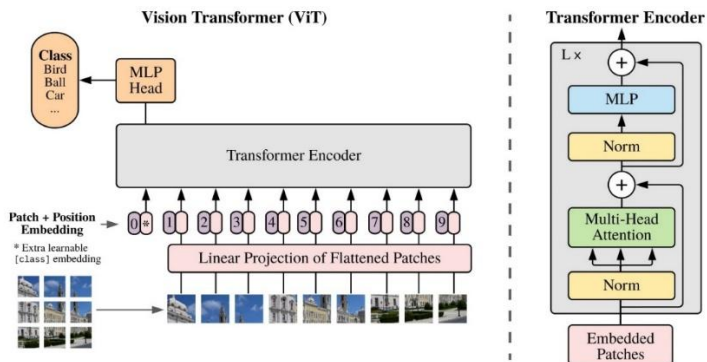 Vision Transformer (ViT)
Class
Bird
Ball
Car
...
MLP
Head
Transformer Encoder
Patch + Position
Embedding
0 * 1 2 3 4 5 6 7 8 9
* Extra learnable
[class] embedding
Linear Projection of Flattened Patches
Transformer Encoder
L ×
+
MLP
Norm
+
Multi-Head
Attention
Norm
Embedded
Patches